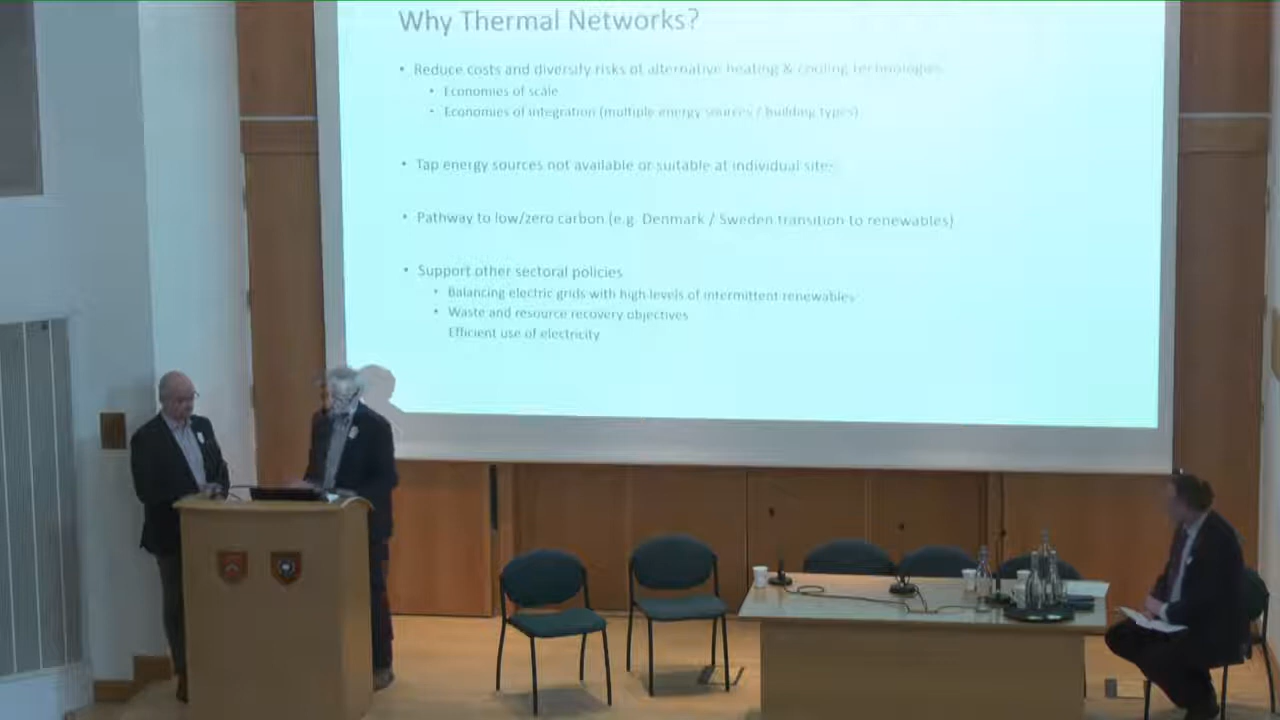 Why Thermal Networks?
• Reduce costs and diversify risks of alternative heating & cooling technologies
• Economies of scale
• Economies of integration (multiple energy sources / building types)
• Tap energy sources not available or suitable at individual sites
• Pathway to low/zero carbon (e.g. Denmark / Sweden transition to renewables)
• Support other sectoral policies
• Balancing electric grids with high levels of intermittent renewables
• Waste and resource recovery objectives
Efficient use of electricity